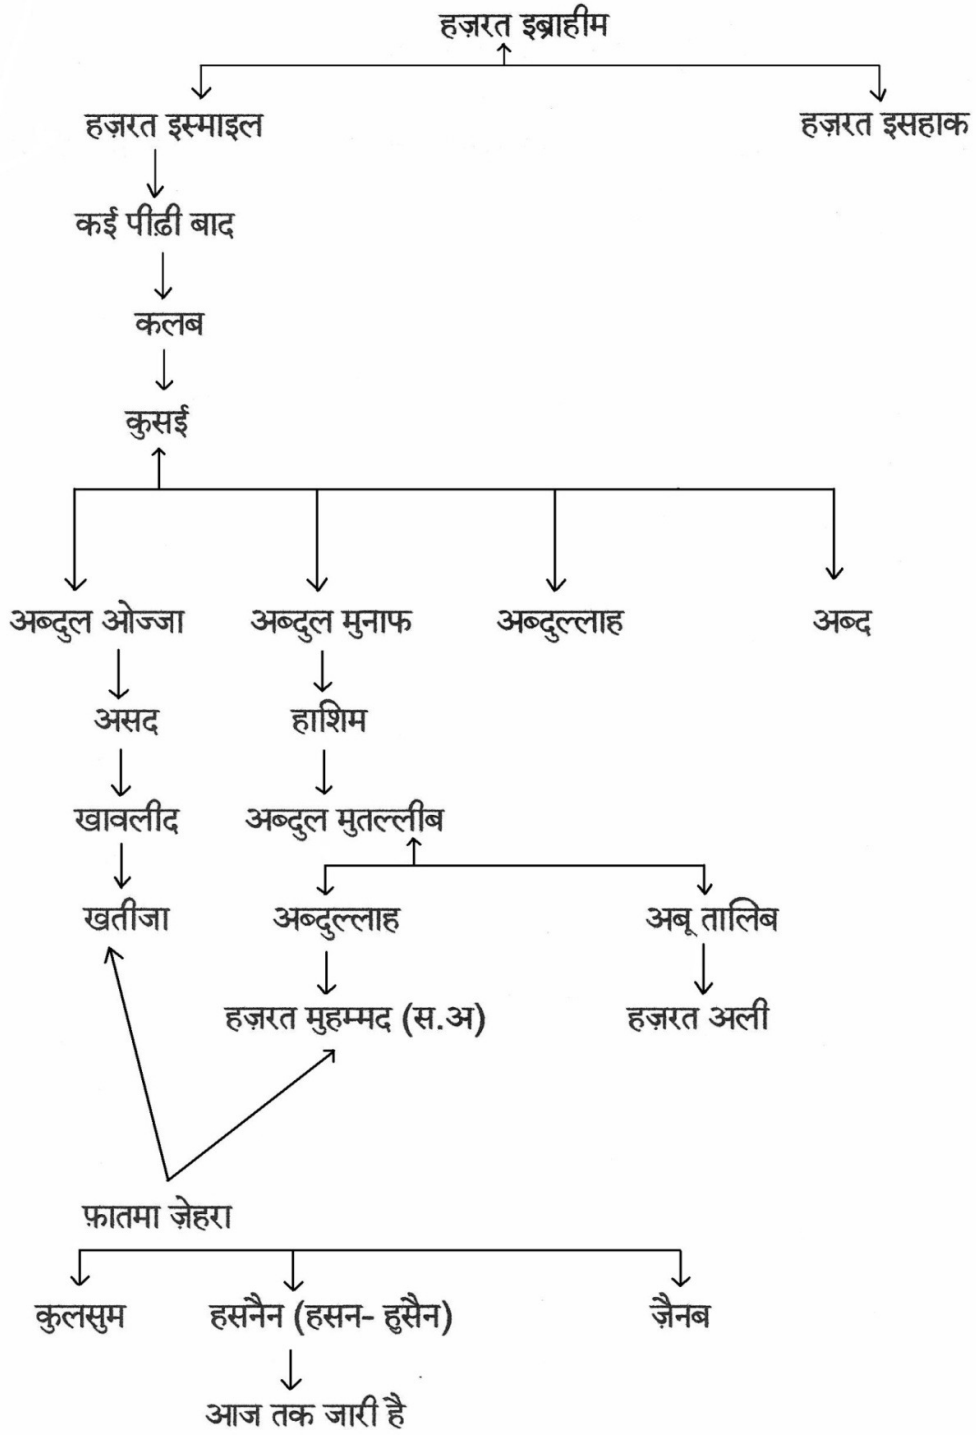 हज़रत इब्राहीम
हज़रत इस्माइल हज़रत इसहाक
कई पीढ़ी बाद
कलब
कुसई
अब्दुल ओज्जा अब्दुल मुनाफ अब्दुल्लाह अब्द
असद हाशिम
खावलीद अब्दुल मुतल्लीब
खतीजा अब्दुल्लाह अबू तालिब
हज़रत मुहम्मद (स.अ) हज़रत अली
फ़ातमा ज़ेहरा
कुलसुम हसनैन (हसन- हुसैन) ज़ैनब
आज तक जारी है